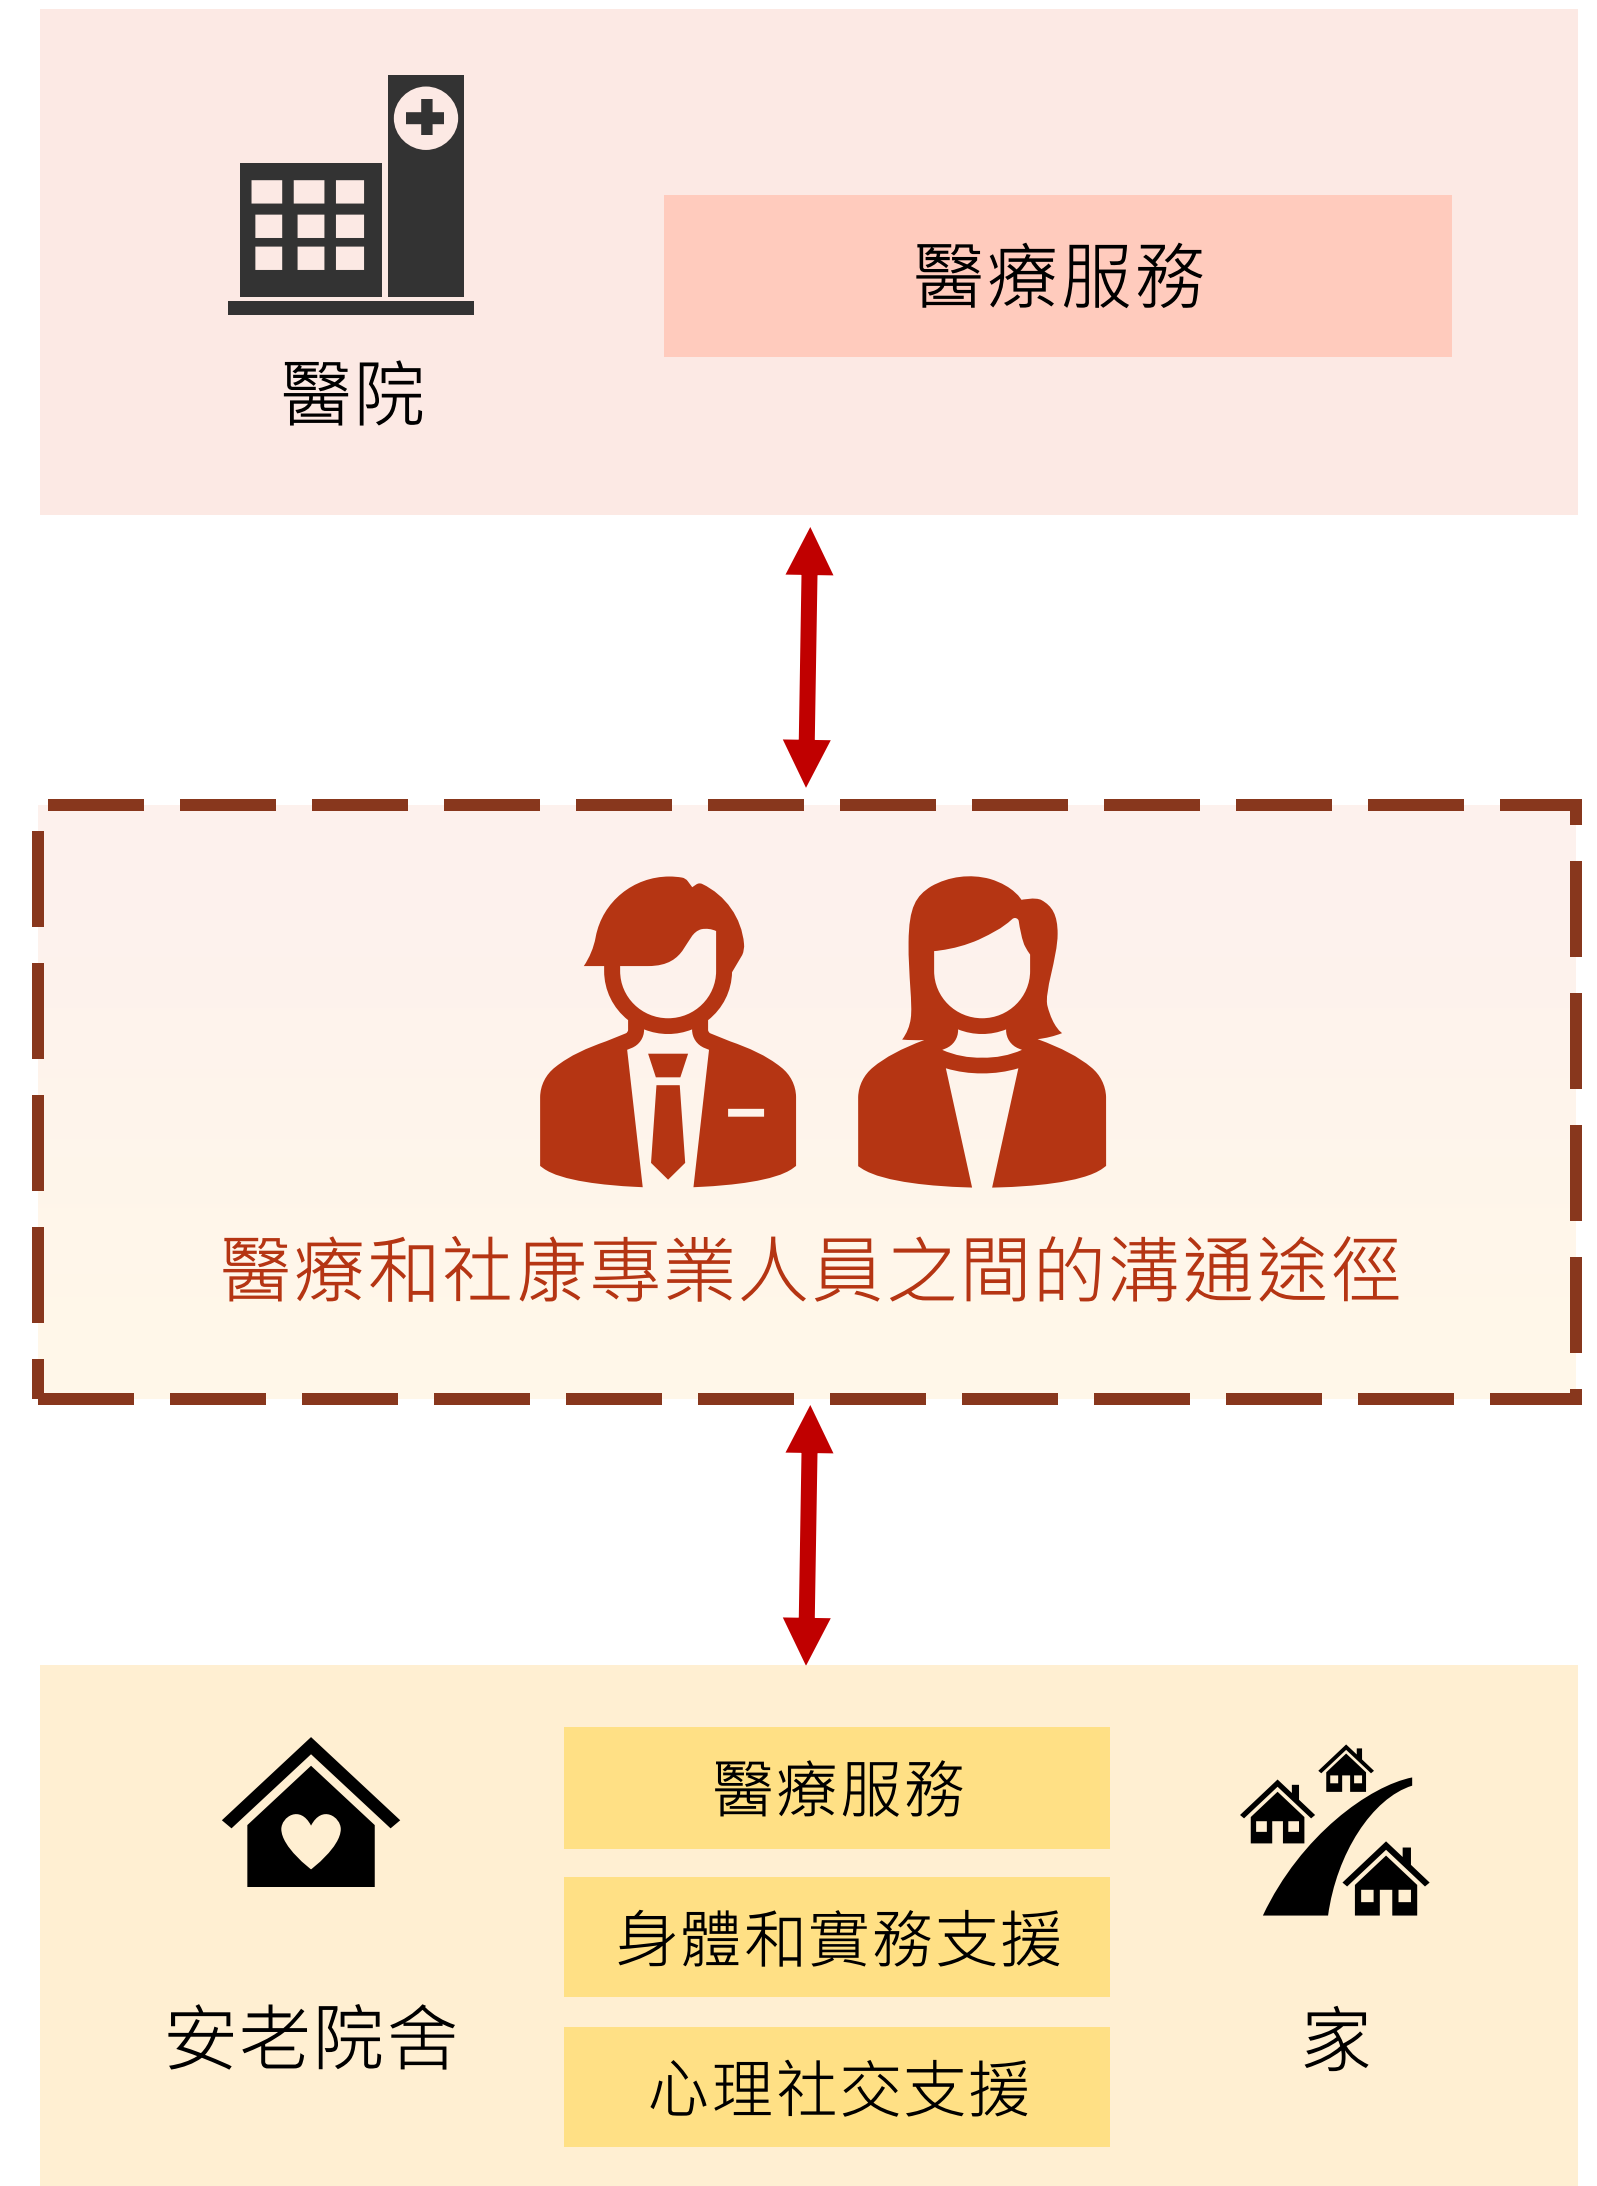 醫療服務
醫院
醫療和社康專業人員之間的溝通途徑
醫療服務
身體和實務支援
安老院舍
家
心理社交支援